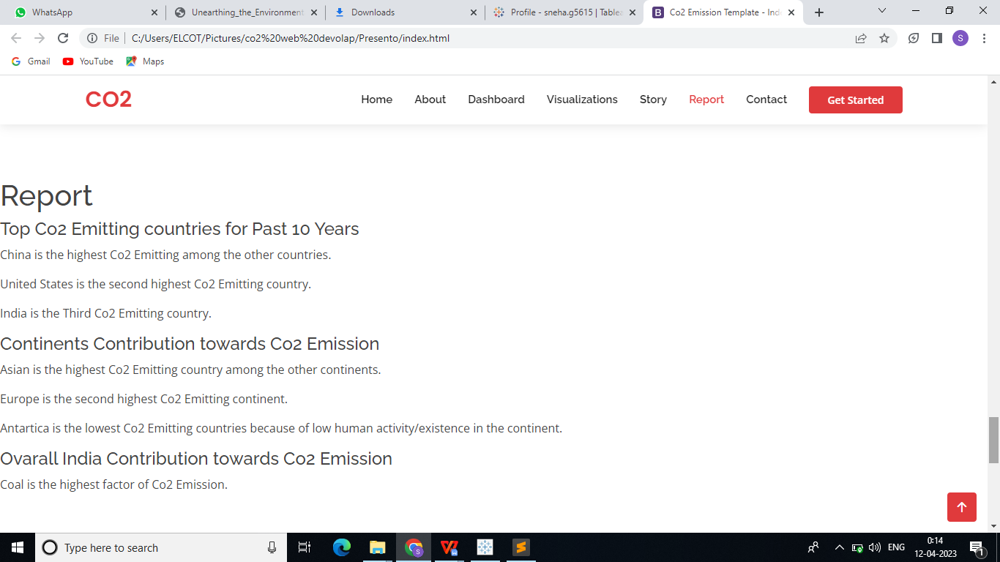 WhatsApp
Unearthing_the_Environment
Downloads
Profile - sneha.g5615 | Tablea
Co2 Emission Template - Ind
File
C:/Users/ELCOT/Pictures/co2%20web%20devolap/Presento/index.html
S
Gmail
YouTube
Maps
CO2
Home
About
Dashboard
Visualizations
Story
Report
Contact
Get Started
Report
Top Co2 Emitting countries for Past 10 Years
China is the highest Co2 Emitting among the other countries.
United States is the second highest Co2 Emitting country.
India is the Third Co2 Emitting country.
Continents Contribution towards Co2 Emission
Asian is the highest Co2 Emitting country among the other continents.
Europe is the second highest Co2 Emitting continent.
Antartica is the lowest Co2 Emitting countries because of low human activity/existence in the continent.
Ovarall India Contribution towards Co2 Emission
Coal is the highest factor of Co2 Emission.
Type here to search
ENG
0:14
12-04-2023
1